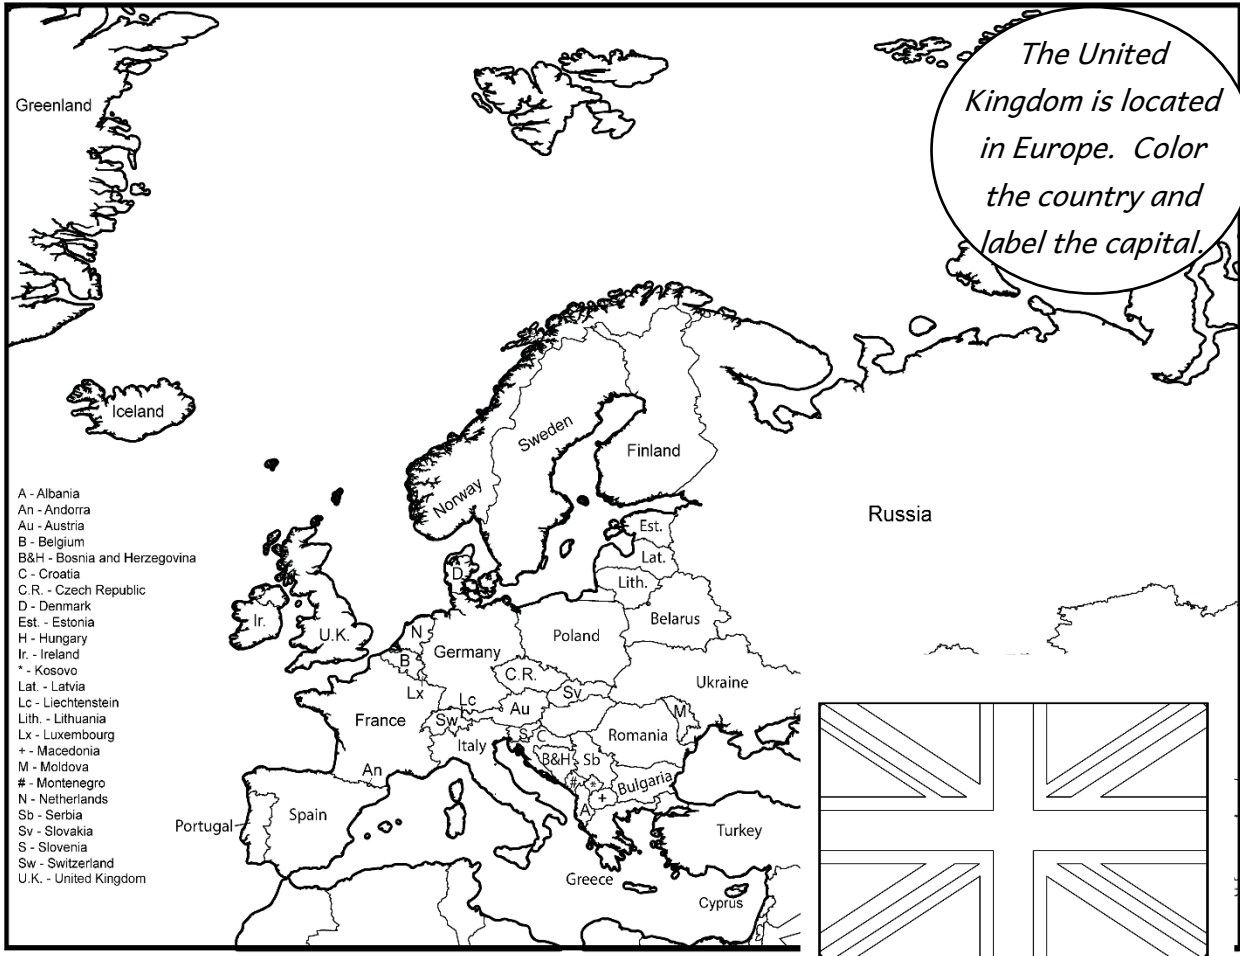 The United
Kingdom is located
in Europe. Color
the country and
label the capital.
Greenland
Iceland
Sweden
Finland
Norway
Russia
Est.
Lat.
Lith.
D
Belarus
Ir.
U.K.
N
Poland
B
Germany
C.R.
Ukraine
Lx
Lc
Sv
Au
M
France
Sw
Romania
S
C
Italy
B&H
Sb
An
#
*
Bulgaria
+
A
Spain
Portugal
Turkey
Greece
Cyprus
A - Albania
An - Andorra
Au - Austria
B - Belgium
B&H - Bosnia and Herzegovina
C - Croatia
C.R. - Czech Republic
D - Denmark
Est. - Estonia
H - Hungary
Ir. - Ireland
* - Kosovo
Lat. - Latvia
Lc - Liechtenstein
Lith. - Lithuania
Lx - Luxembourg
+ - Macedonia
M - Moldova
# - Montenegro
N - Netherlands
Sb - Serbia
Sv - Slovakia
S - Slovenia
Sw - Switzerland
U.K. - United Kingdom